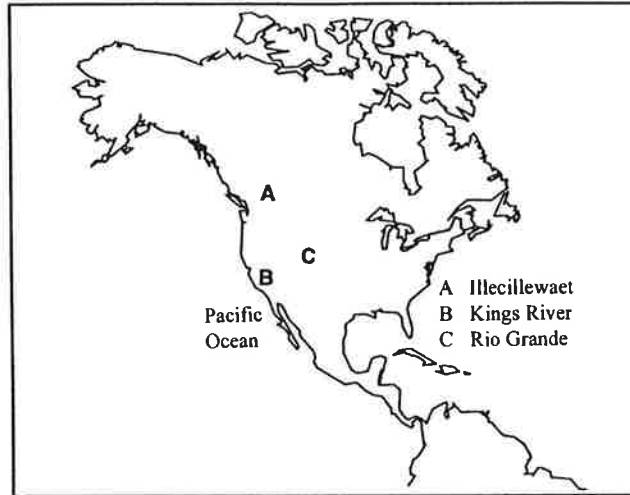 A
C
B
Pacific
Ocean
A Illecillewaet
B Kings River
C Rio Grande